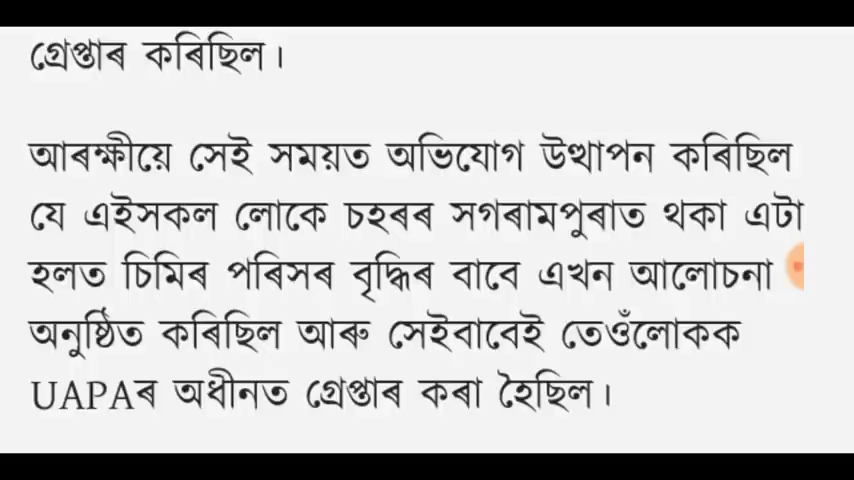 গ্ৰেপ্তাৰ কৰিছিল।
আৰক্ষীয়ে সেই সময়ত অভিযোগ উত্থাপন কৰিছিল
যে এইসকল লোকে চহৰৰ সগৰামপুৰাত থকা এটা
হলত চিমিৰ পৰিসৰ বৃদ্ধিৰ বাবে এখন আলোচনা
অনুষ্ঠিত কৰিছিল আৰু সেইবাবেই তেওঁলোকক
UAPAৰ অধীনত গ্ৰেপ্তাৰ কৰা হৈছিল।